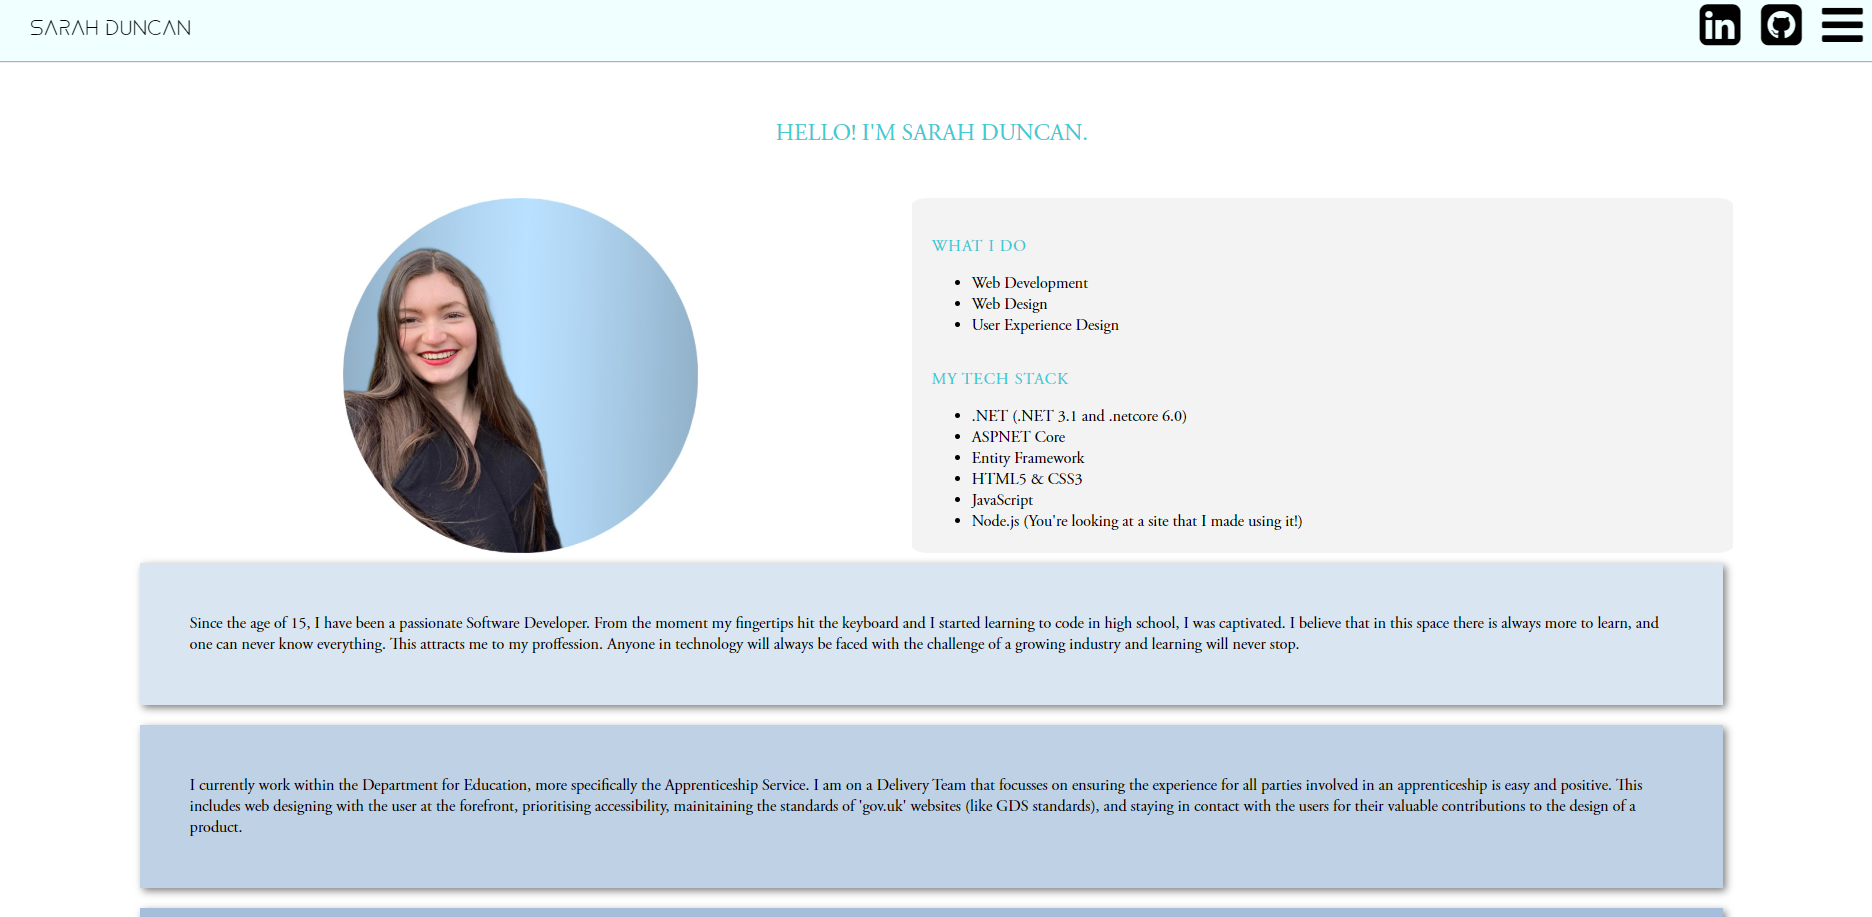 SARAH DUNCAN
in
HELLO! I'M SARAH DUNCAN.
WHAT I DO
• Web Development
• Web Design
• User Experience Design
MY TECH STACK
• .NET (.NET 3.1 and .netcore 6.0)
• ASPNET Core
• Entity Framework
• HTML5 & CSS3
• JavaScript
• Node.js (You're looking at a site that I made using it!)
Since the age of 15, I have been a passionate Software Developer. From the moment my fingertips hit the keyboard and I started learning to code in high school, I was captivated. I believe that in this space there is always more to learn, and
one can never know everything. This attracts me to my proffession. Anyone in technology will always be faced with the challenge of a growing industry and learning will never stop.
I currently work within the Department for Education, more specifically the Apprenticeship Service. I am on a Delivery Team that focusses on ensuring the experience for all parties involved in an apprenticeship is easy and positive. This
includes web designing with the user at the forefront, prioritising accessibility, mainitaining the standards of 'gov.uk' websites (like GDS standards), and staying in contact with the users for their valuable contributions to the design of a
product.